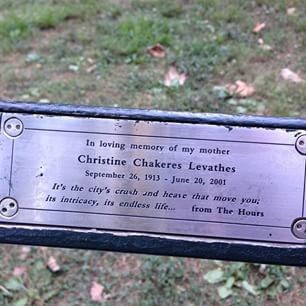 In loving memory of my mother
Christine Chakeres Levathes
September 26, 1913 - June 20, 2001
It's the city's crush and heave that move you;
its intricacy, its endless life... from The Hours